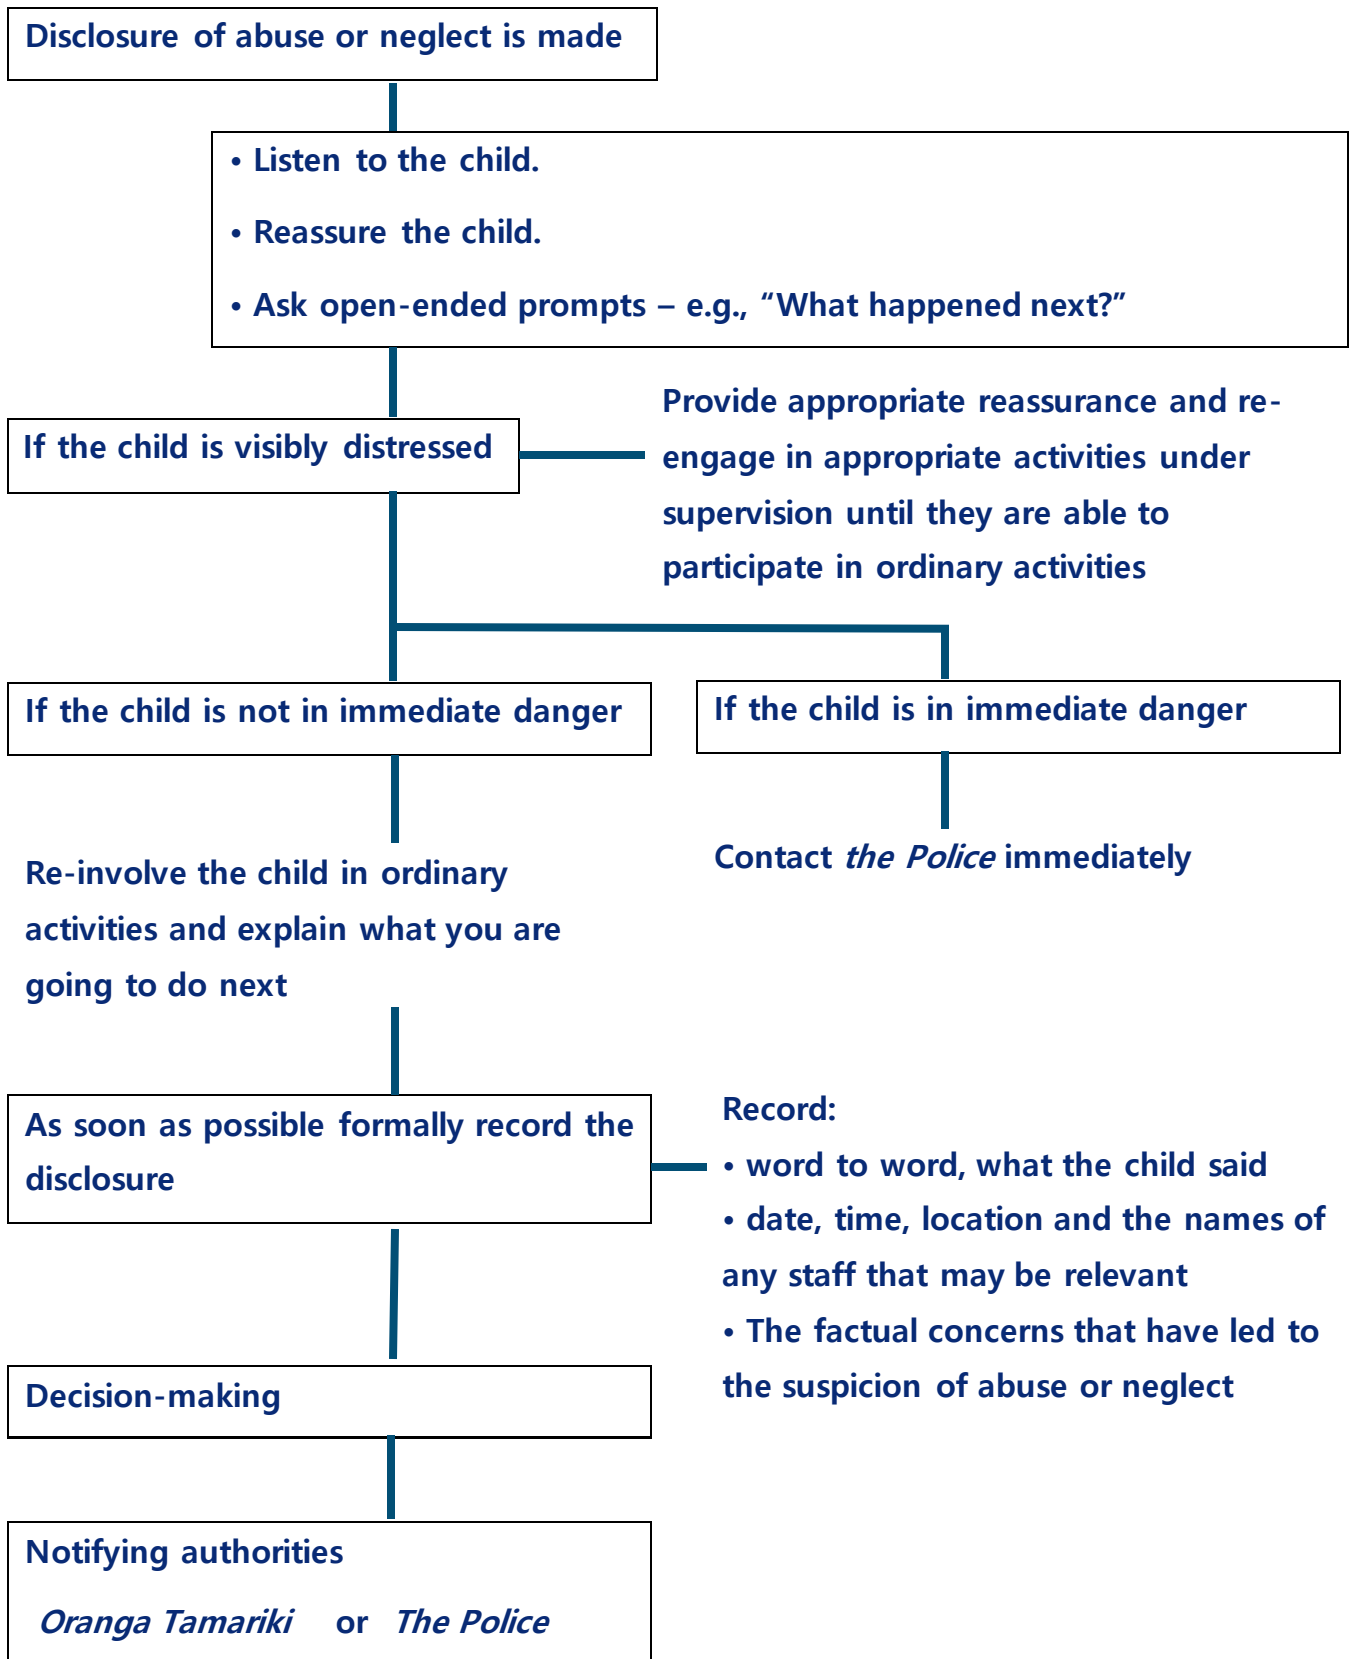 Disclosure of abuse or neglect is made
• Listen to the child.
• Reassure the child.
• Ask open-ended prompts – e.g., “What happened next?”
If the child is visibly distressed
Provide appropriate reassurance and re-
engage in appropriate activities under
supervision until they are able to
participate in ordinary activities
If the child is not in immediate danger
If the child is in immediate danger
Re-involve the child in ordinary
activities and explain what you are
going to do next
Contact the Police immediately
As soon as possible formally record the
disclosure
Record:
• word to word, what the child said
• date, time, location and the names of
any staff that may be relevant
• The factual concerns that have led to
the suspicion of abuse or neglect
Decision-making
Notifying authorities
Oranga Tamariki or The Police